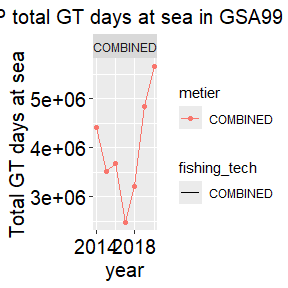 P total GT days at sea in GSA99
COMBINED
Total GT days at sea
5e+06
4e+06
3e+06
2014 2018
year
metier
COMBINED
fishing_tech
COMBINED